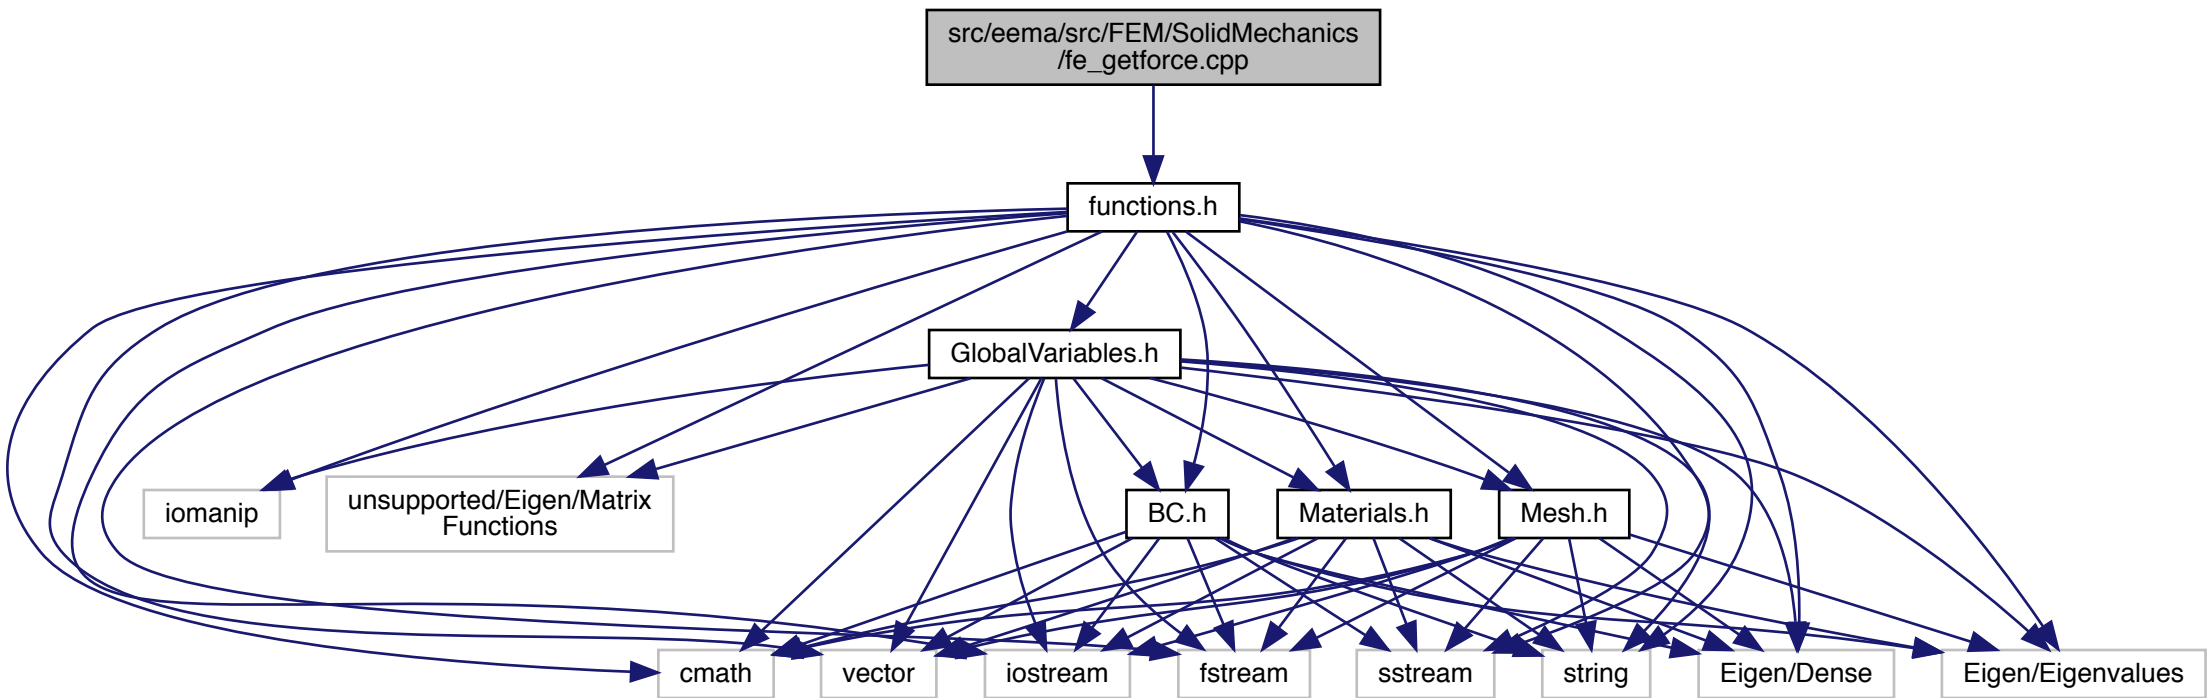 src/eema/src/FEM/SolidMechanics
/fe_getforce.cpp
functions.h
GlobalVariables.h
iomanip
unsupported/Eigen/Matrix
Functions
BC.h
Materials.h
Mesh.h
cmath
vector
iostream
fstream
sstream
string
Eigen/Dense
Eigen/Eigenvalues